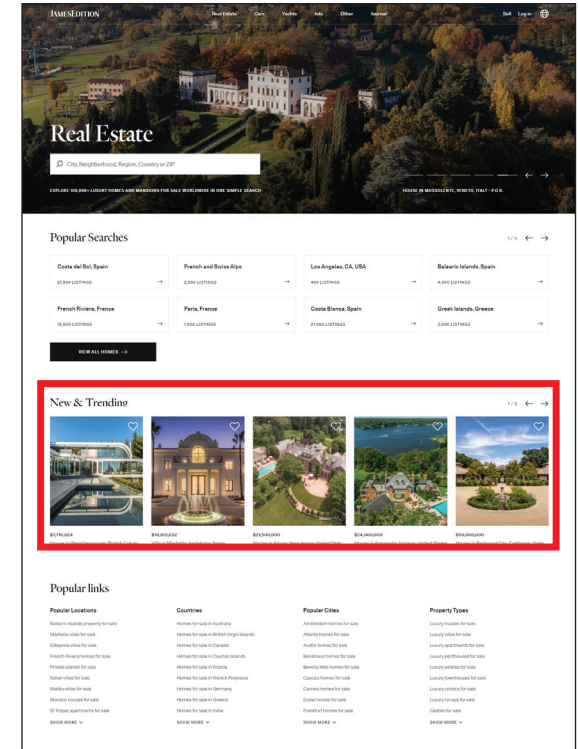 JAMESEDITION
Real Estate Cars Yachts Jets Other Journal
Sell Log in
Real Estate
City, Neighborhood, Region, Country or ZIP
EXPLORE 100,000+ LUXURY HOMES AND MANSIONS FOR SALE WORLDWIDE IN ONE SIMPLE SEARCH
HOUSE IN MUSSOLENTE, VENETO, ITALY - P.O.R.
Popular Searches
1 / 4 ← →
Costa del Sol, Spain French and Swiss Alps Los Angeles, CA, USA Balearic Islands, Spain
21,000 LISTINGS → 2,000 LISTINGS → 400 LISTINGS → 4,000 LISTINGS →
French Riviera, France Paris, France Costa Blanca, Spain Greek Islands, Greece
10,000 LISTINGS → 1,000 LISTINGS → 21,000 LISTINGS → 3,000 LISTINGS →
VIEW ALL HOMES →
New & Trending
1 / 3 ← →
$24,900,000 $50,000,000
Popular links
Popular Locations Countries Popular Cities Property Types
Balearic Islands property for sale Homes for sale in Australia Amsterdam homes for sale Luxury houses for sale
Marbella villas for sale Homes for sale in British Virgin Islands Atlanta homes for sale Luxury villas for sale
Estepona villas for sale Homes for sale in Canada Austin homes for sale Luxury apartments for sale
French Riviera homes for sale Homes for sale in Cayman Islands Benahavis homes for sale Luxury penthouses for sale
Private islands for sale Homes for sale in France Beverly Hills homes for sale Luxury estates for sale
Italian villas for sale Homes for sale in French Polynesia Cascais homes for sale Luxury townhouses for sale
Malibu villas for sale Homes for sale in Germany Cannes homes for sale Luxury condos for sale
Monaco houses for sale Homes for sale in Greece Dubai homes for sale Luxury co-ops for sale
St Tropez apartments for sale Homes for sale in India Frankfurt homes for sale Castles for sale
SHOW MORE SHOW MORE SHOW MORE SHOW MORE